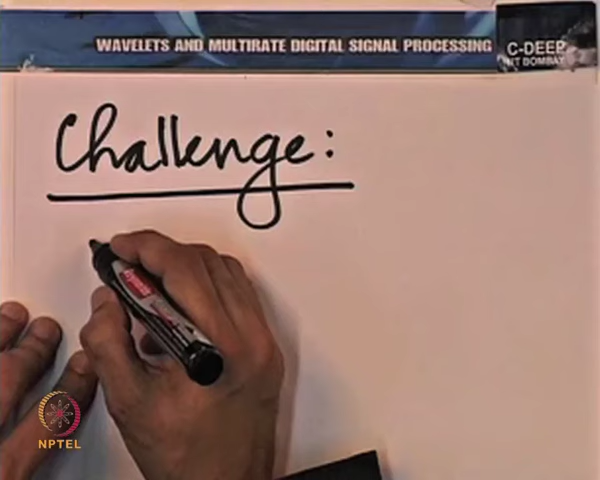 WAVELETS AND MULTIRATE DIGITAL SIGNAL PROCESSING
C-DEEP
IIT BOMBAY
Challenge:
NPTEL